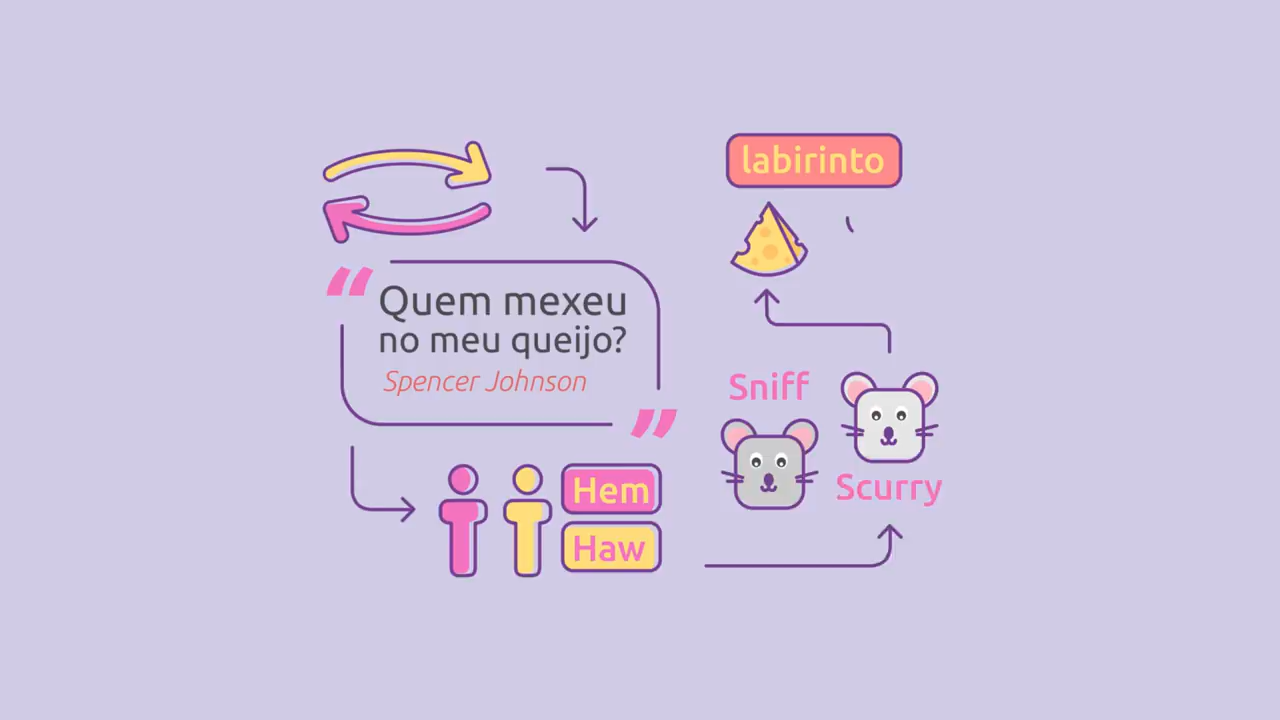 labirinto
“Quem mexeu
no meu queijo?
Spencer Johnson”
Hem
Haw
Sniff
Scurry